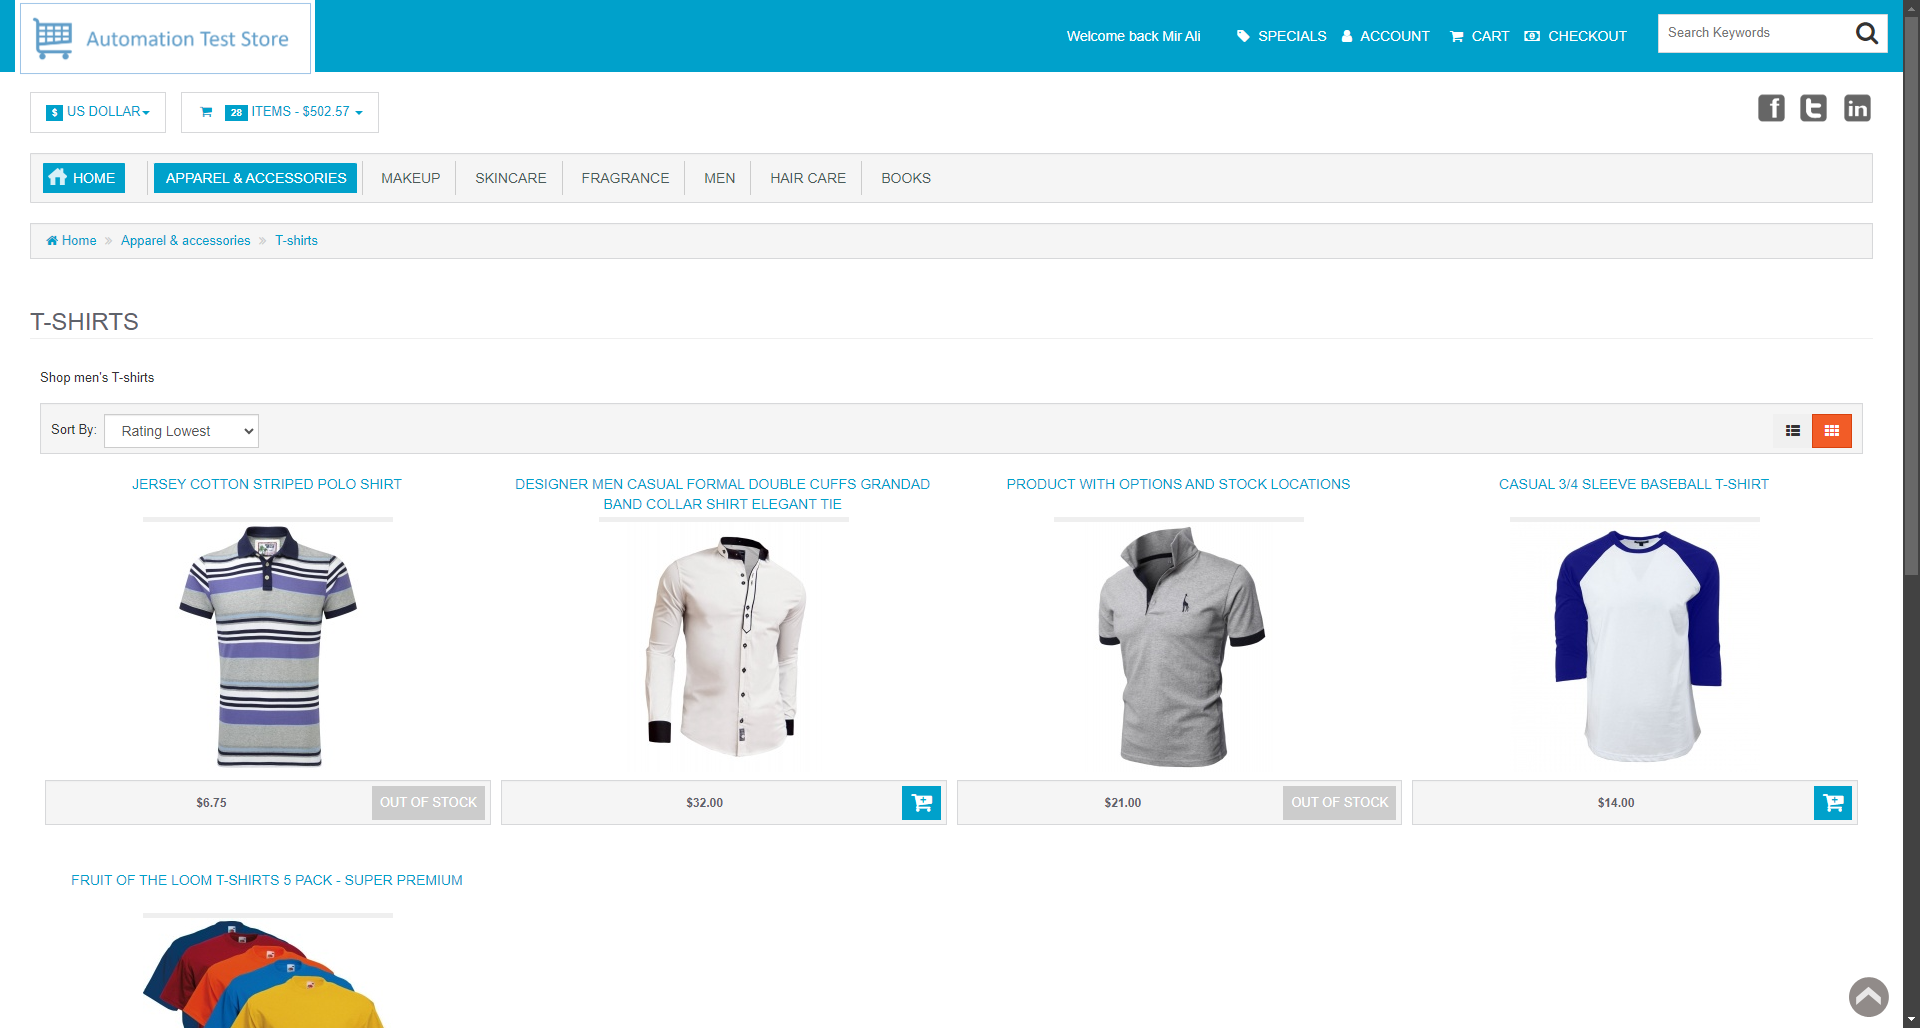 Automation Test Store
Welcome back Mir Ali
SPECIALS
ACCOUNT
CART
CHECKOUT
Search Keywords
$ US DOLLAR
28 ITEMS - $502.57
HOME
APPAREL & ACCESSORIES
MAKEUP
SKINCARE
FRAGRANCE
MEN
HAIR CARE
BOOKS
Home
Apparel & accessories
T-shirts
T-SHIRTS
Shop men's T-shirts
Sort By:
Rating Lowest
JERSEY COTTON STRIPED POLO SHIRT
DESIGNER MEN CASUAL FORMAL DOUBLE CUFFS GRANDAD
BAND COLLAR SHIRT ELEGANT TIE
PRODUCT WITH OPTIONS AND STOCK LOCATIONS
CASUAL 3/4 SLEEVE BASEBALL T-SHIRT
$6.75
OUT OF STOCK
$32.00
$21.00
OUT OF STOCK
$14.00
FRUIT OF THE LOOM T-SHIRTS 5 PACK - SUPER PREMIUM